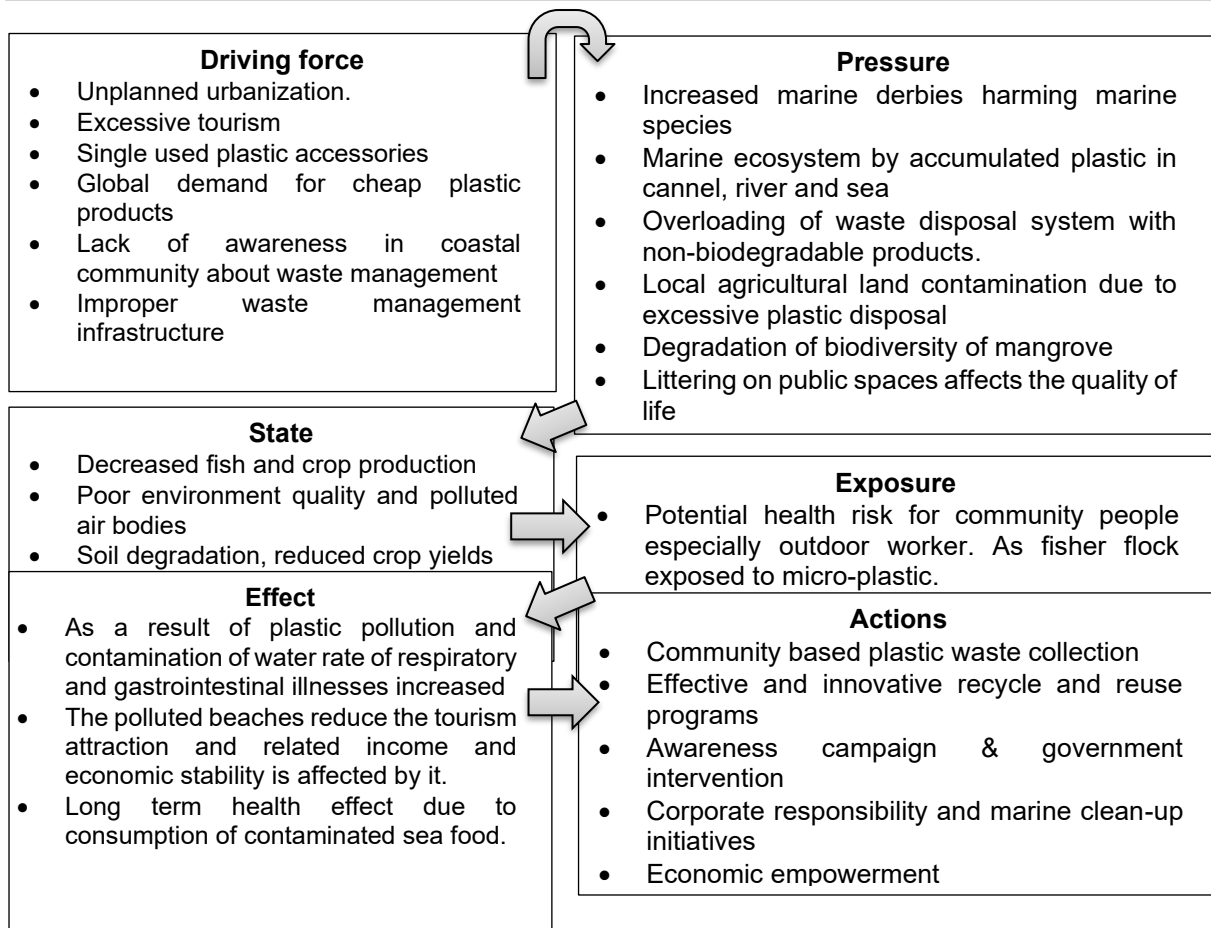 Driving force
• Unplanned urbanization.
• Excessive tourism
• Single used plastic accessories
• Global demand for cheap plastic
products
• Lack of awareness in coastal
community about waste management
• Improper waste management
infrastructure
Pressure
• Increased marine derbies harming marine
species
• Marine ecosystem by accumulated plastic in
cannel, river and sea
• Overloading of waste disposal system with
non-biodegradable products.
• Local agricultural land contamination due to
excessive plastic disposal
• Degradation of biodiversity of mangrove
• Littering on public spaces affects the quality of
life
State
• Decreased fish and crop production
• Poor environment quality and polluted
air bodies
• Soil degradation, reduced crop yields
Exposure
• Potential health risk for community people
especially outdoor worker. As fisher flock
exposed to micro-plastic.
Effect
• As a result of plastic pollution and
contamination of water rate of respiratory
and gastrointestinal illnesses increased
• The polluted beaches reduce the tourism
attraction and related income and
economic stability is affected by it.
• Long term health effect due to
consumption of contaminated sea food.
Actions
• Community based plastic waste collection
• Effective and innovative recycle and reuse
programs
• Awareness campaign & government
intervention
• Corporate responsibility and marine clean-up
initiatives
• Economic empowerment